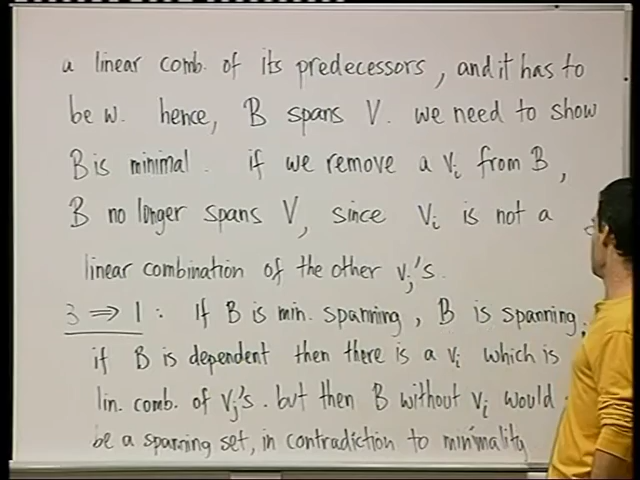 a linear comb. of its predecessors, and it has to
be w. hence, B spans V. we need to show
B is minimal. if we remove a vᵢ from B,
B no longer spans V, since vᵢ is not a
linear combination of the other vⱼ's.
3 ⇒ 1: If B is min. spanning, B is spanning.
if B is dependent then there is a vᵢ which is
lin. comb. of vⱼ's. but then B without vᵢ would
be a spanning set, in contradiction to minimality